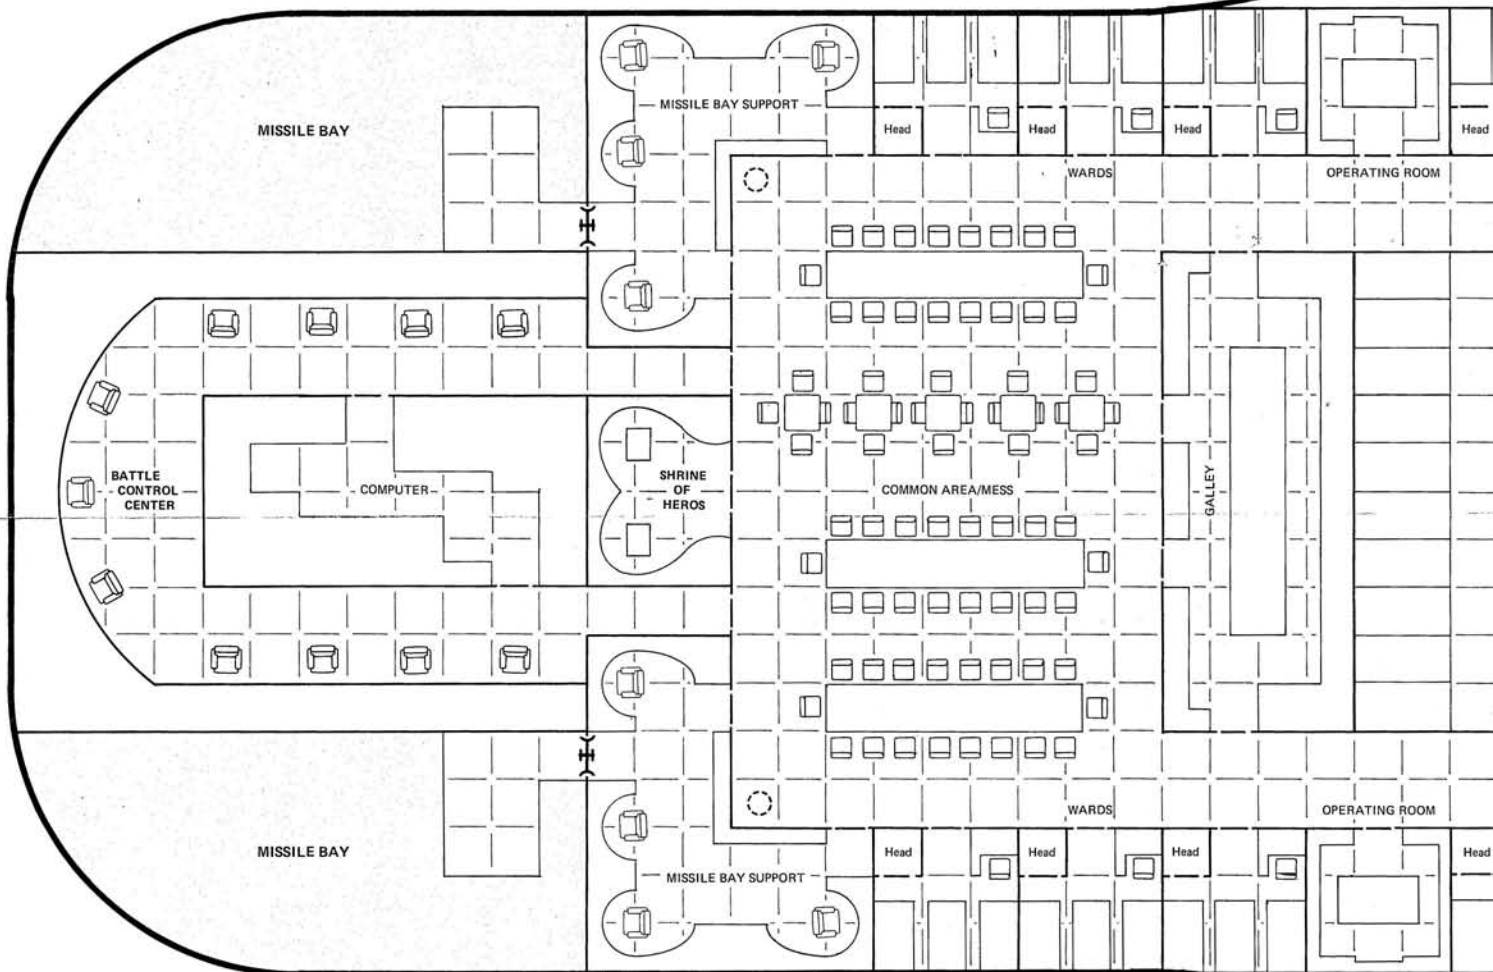 MISSILE BAY SUPPORT
MISSILE BAY
Head
Head
Head
Head
WARDS
OPERATING ROOM
BATTLE
CONTROL
CENTER
COMPUTER
SHRINE
OF
HEROS
COMMON AREA/MESS
GALLEY
WARDS
OPERATING ROOM
MISSILE BAY
Head
Head
Head
Head
MISSILE BAY SUPPORT